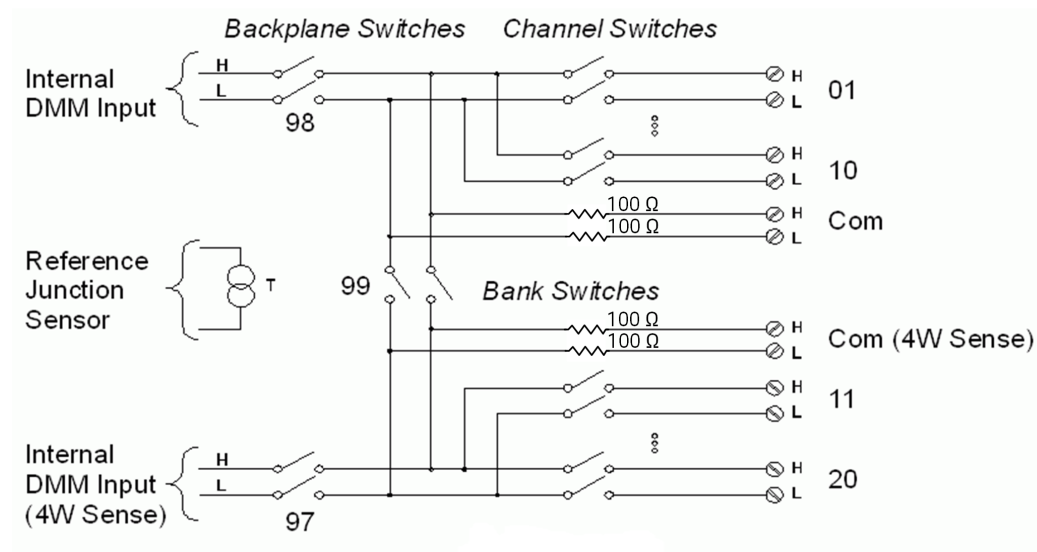 Backplane Switches Channel Switches
Internal
DMM Input
H
L
98
H
L
01
H
L
10
100 Ω
100 Ω
H
L
Com
Reference
Junction
Sensor
T
99
Bank Switches
100 Ω
100 Ω
H
L
Com (4W Sense)
H
L
11
Internal
DMM Input
(4W Sense)
H
L
97
H
L
20